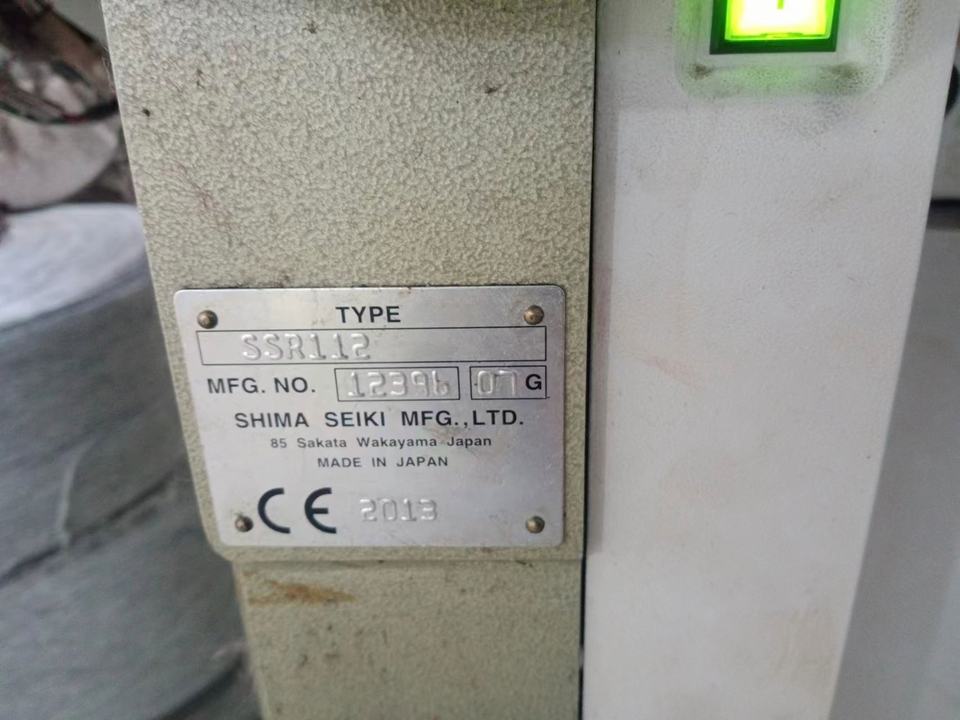 TYPE
SSR112
MFG. NO. 12396 07 G
SHIMA SEIKI MFG.,LTD.
85 Sakata Wakayama Japan
MADE IN JAPAN
CE 2013